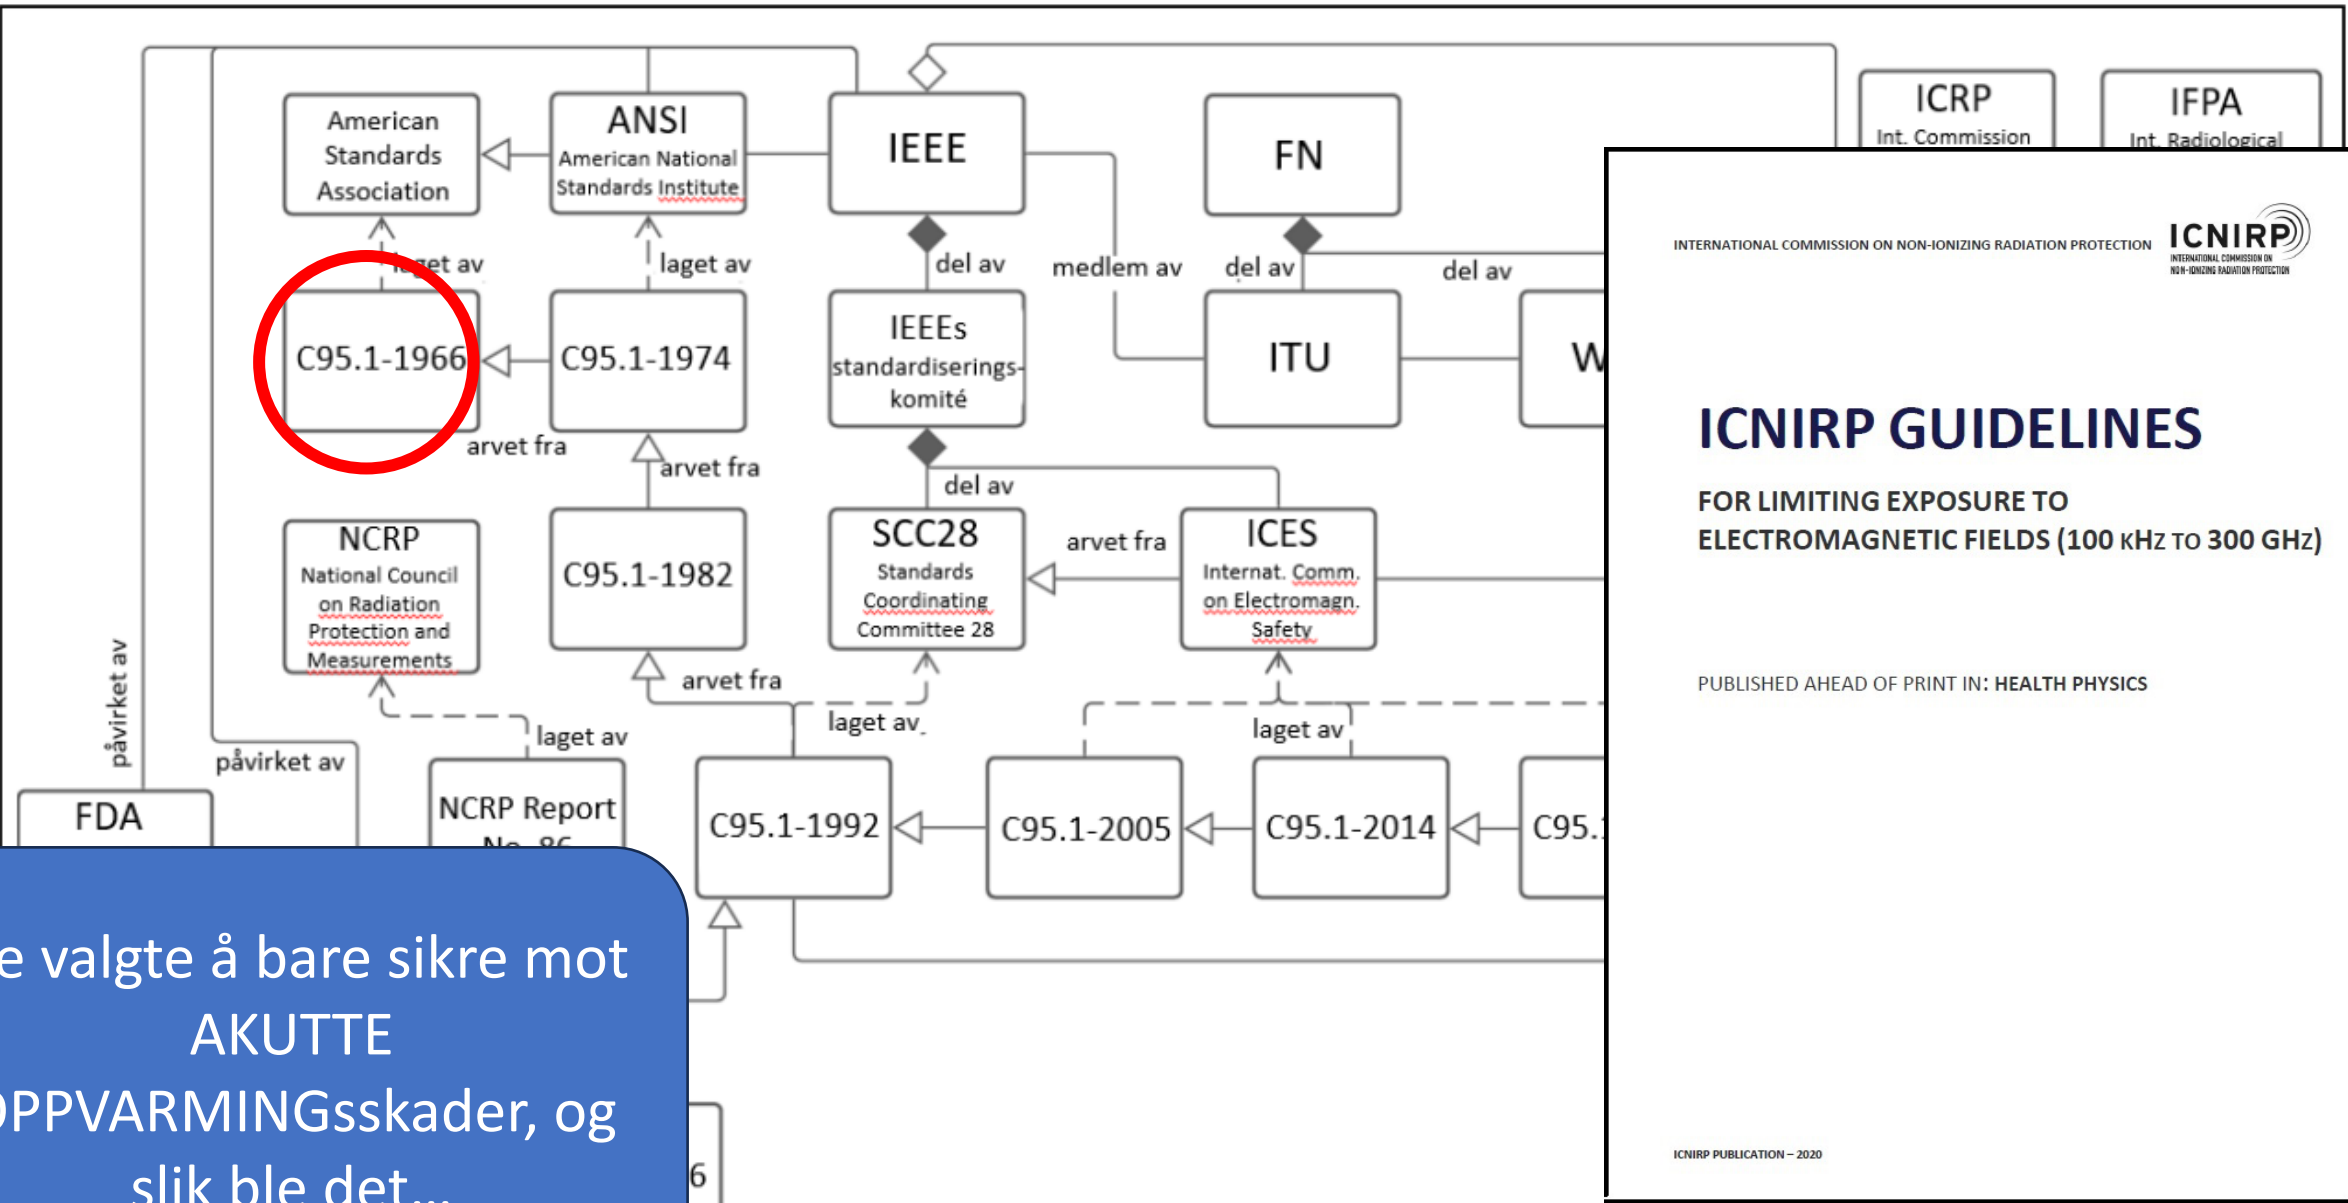 American
Standards
Association
ANSI
American National
Standards Institute
IEEE
FN
ICRP
Int. Commission
IFPA
Int. Radiological
laget av
laget av
del av
medlem av
del av
del av
C95.1-1966
C95.1-1974
IEEEs
standardiserings-
komité
ITU
W
arvet fra
arvet fra
del av
NCRP
National Council
on Radiation
Protection and
Measurements
C95.1-1982
SCC28
Standards
Coordinating
Committee 28
arvet fra
ICES
Internat. Comm.
on Electromagn.
Safety
påvirket av
påvirket av
arvet fra
laget av
laget av
laget av
FDA
NCRP Report
No. 86
C95.1-1992
C95.1-2005
C95.1-2014
C95.
6
e valgte å bare sikre mot
AKUTTE
OPPVARMINGsskader, og
slik ble det...
INTERNATIONAL COMMISSION ON NON-IONIZING RADIATION PROTECTION
ICNIRP
INTERNATIONAL COMMISSION ON
NON-IONIZING RADIATION PROTECTION
ICNIRP GUIDELINES
FOR LIMITING EXPOSURE TO
ELECTROMAGNETIC FIELDS (100 KHZ TO 300 GHZ)
PUBLISHED AHEAD OF PRINT IN: HEALTH PHYSICS
ICNIRP PUBLICATION – 2020